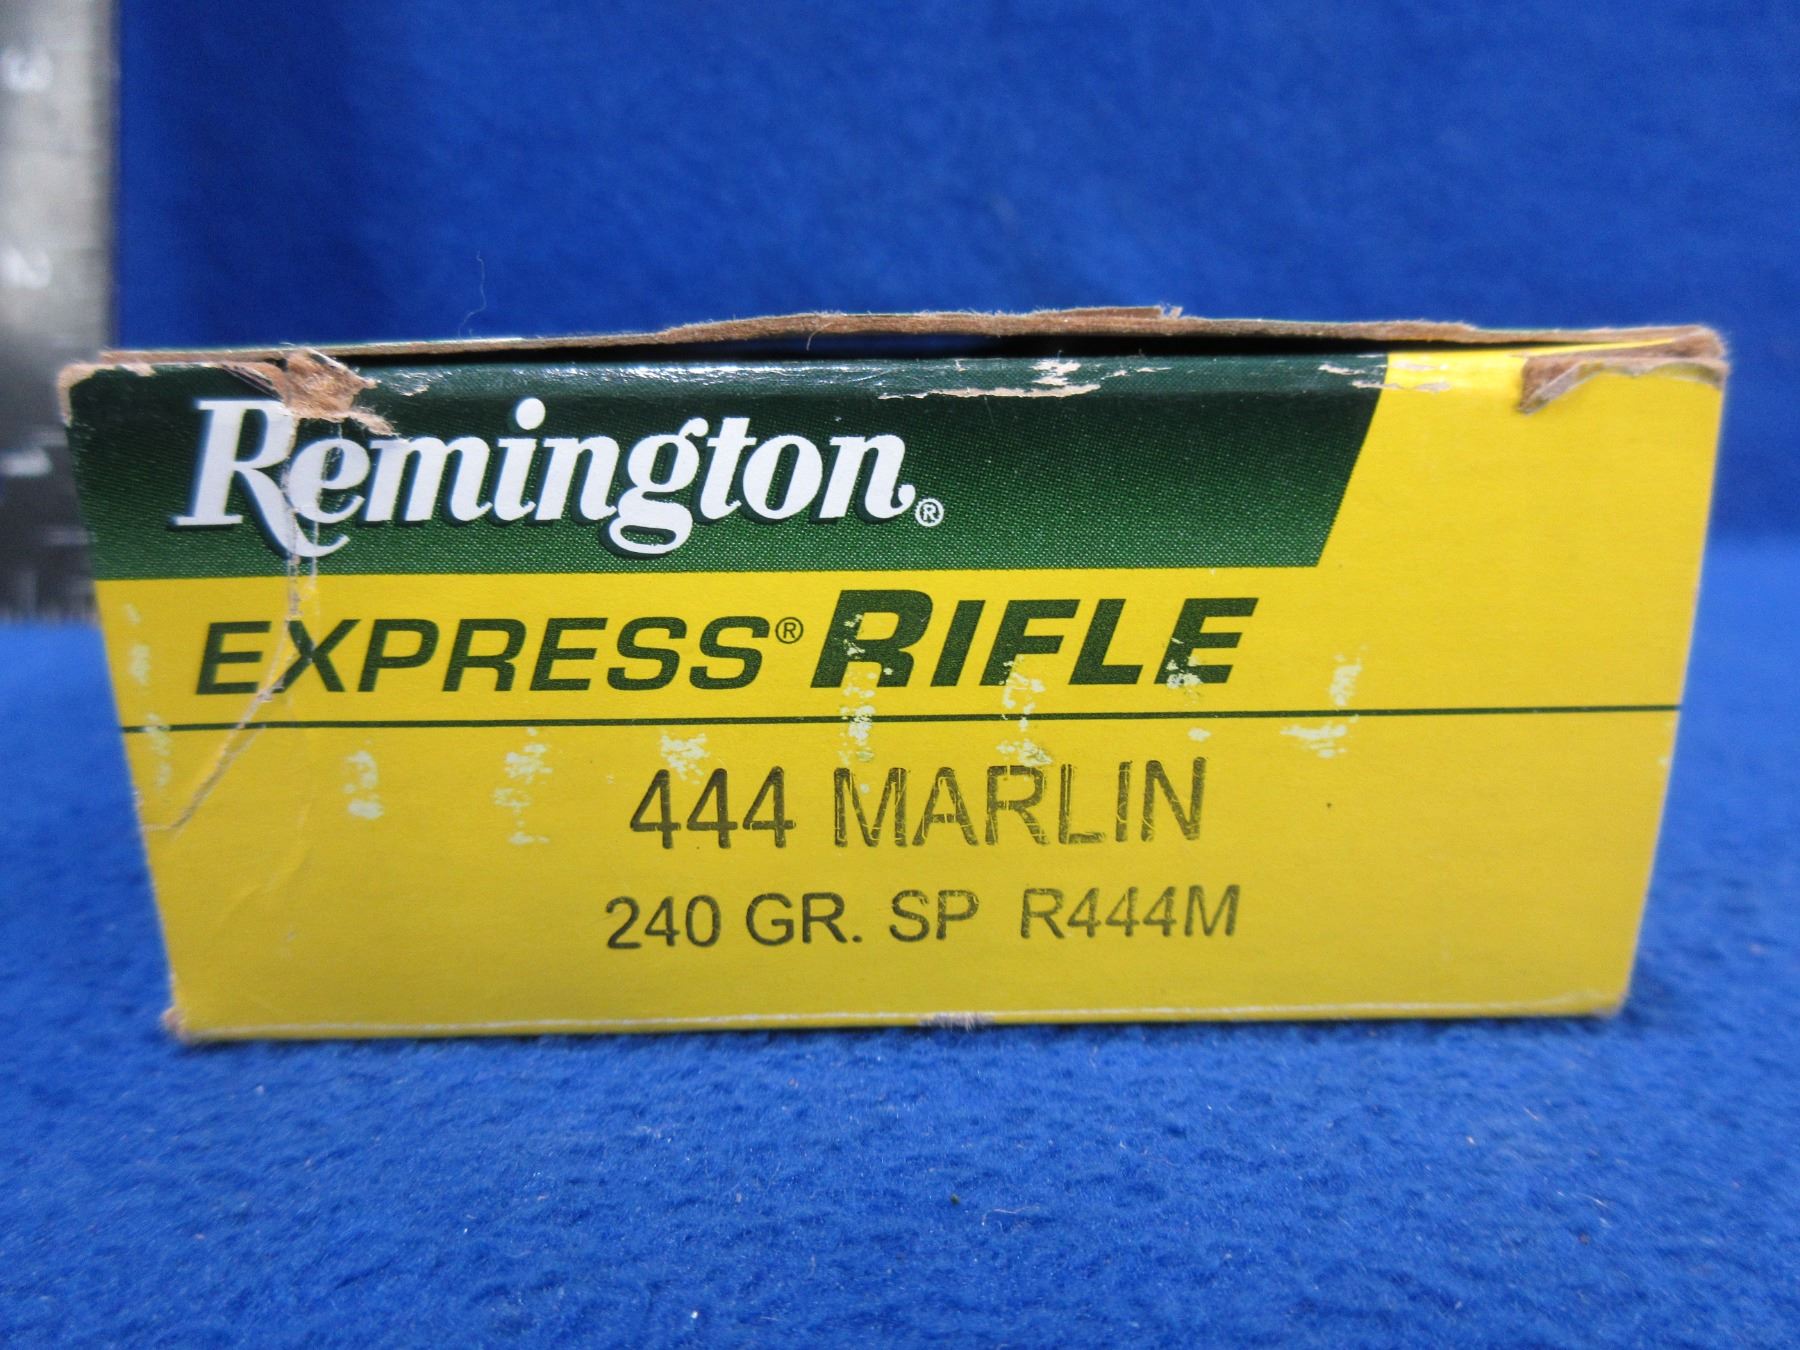 Remington®
EXPRESS® RIFLE
444 MARLIN
240 GR. SP R444M